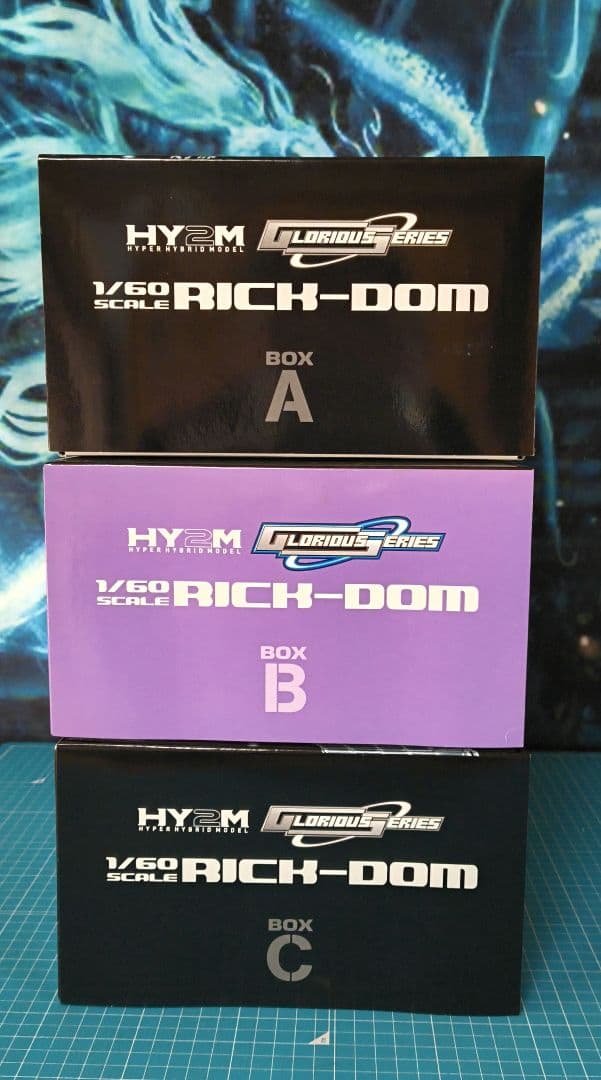 HY2M GLORIOUS SERIES
HYPER HYBRID MODEL
1/60 SCALE RICK-DOM
BOX
A
HY2M GLORIOUS SERIES
HYPER HYBRID MODEL
1/60 SCALE RICK-DOM
BOX
B
HY2M GLORIOUS SERIES
HYPER HYBRID MODEL
1/60 SCALE RICK-DOM
BOX
C